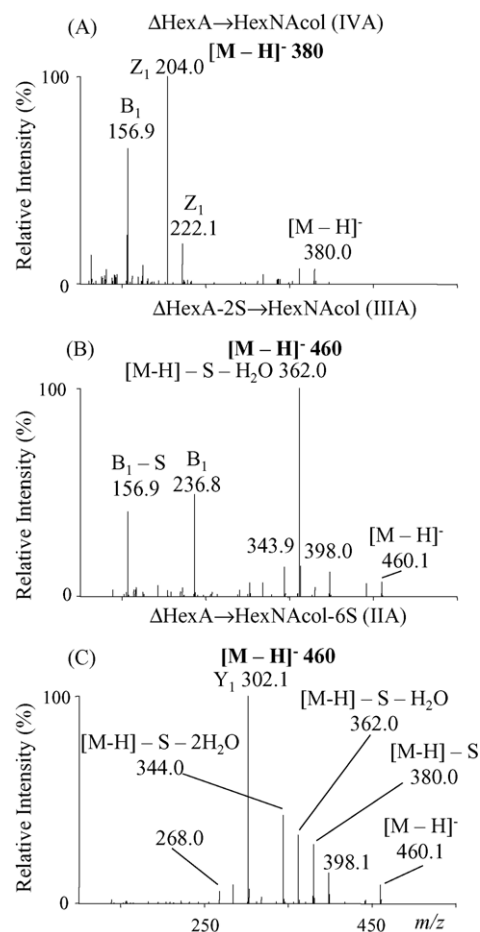 ΔHexA→HexNAcol (IVA)
(A)
[M – H]⁻ 380
Z₁ 204.0
100
B₁
156.9
Z₁
222.1
[M – H]⁻
380.0
Relative Intensity (%)
0
ΔHexA-2S→HexNAcol (IIIA)
(B)
[M – H]⁻ 460
[M-H] – S – H₂O 362.0
100
B₁ – S
156.9
B₁
236.8
343.9
398.0
[M – H]⁻
460.1
Relative Intensity (%)
0
ΔHexA→HexNAcol-6S (IIA)
(C)
[M – H]⁻ 460
Y₁ 302.1
100
[M-H] – S – H₂O
362.0
[M-H] – S – 2H₂O
344.0
[M-H] – S
380.0
268.0
398.1
[M – H]⁻
460.1
Relative Intensity (%)
0
250
450
m/z